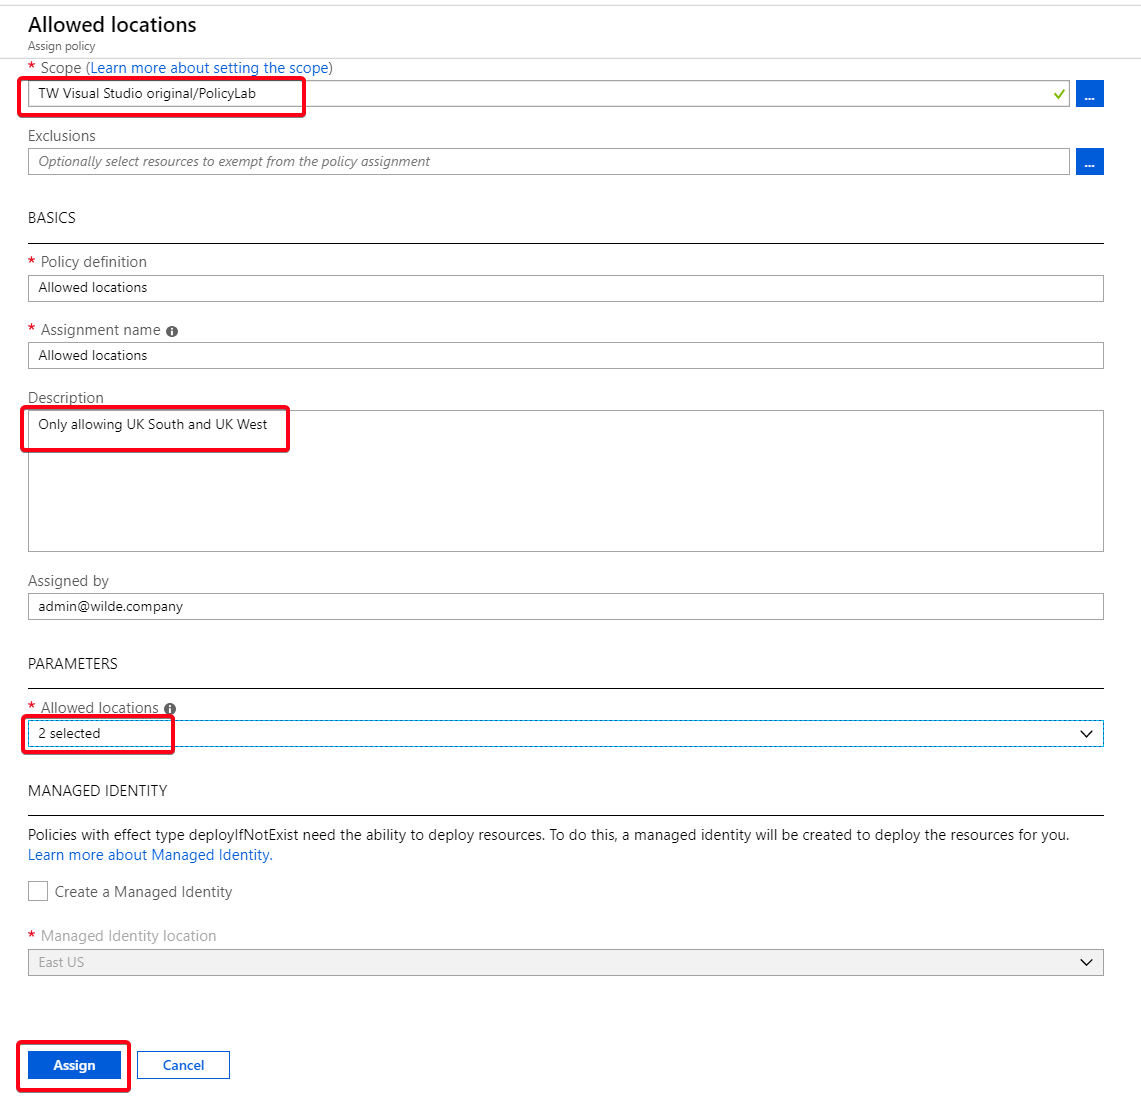 Allowed locations
Assign policy
* Scope (Learn more about setting the scope)
TW Visual Studio original/PolicyLab
...
Exclusions
Optionally select resources to exempt from the policy assignment
...
BASICS
* Policy definition
Allowed locations
* Assignment name
Allowed locations
Description
Only allowing UK South and UK West
Assigned by
admin@wilde.company
PARAMETERS
* Allowed locations
2 selected
MANAGED IDENTITY
Policies with effect type deployIfNotExist need the ability to deploy resources. To do this, a managed identity will be created to deploy the resources for you.
Learn more about Managed Identity.
Create a Managed Identity
* Managed Identity location
East US
Assign
Cancel